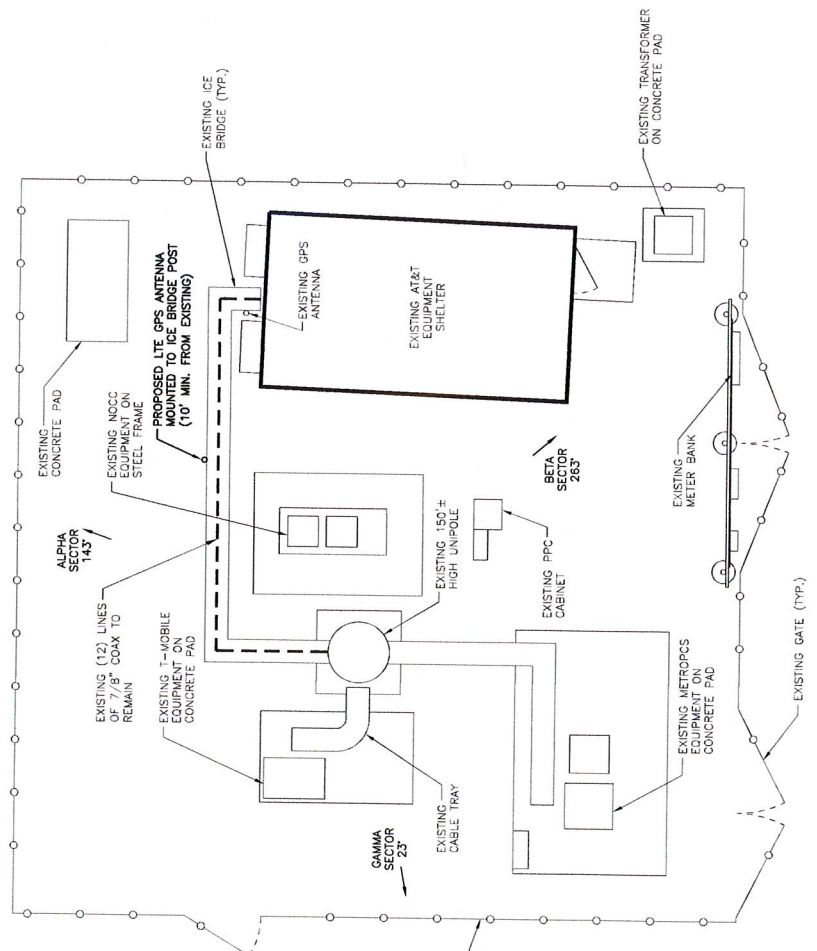 EXISTING ICE
BRIDGE (TYP.)
EXISTING TRANSFORMER
ON CONCRETE PAD
EXISTING
CONCRETE PAD
PROPOSED LTE GPS ANTENNA
MOUNTED TO ICE BRIDGE POST
(10' MIN. FROM EXISTING)
EXISTING GPS
ANTENNA
EXISTING AT&T
EQUIPMENT
SHELTER
EXISTING NOCC
EQUIPMENT ON
STEEL FRAME
ALPHA
SECTOR
143°
BETA
SECTOR
263°
EXISTING
METER BANK
EXISTING 150'±
HIGH UNIPOLE
EXISTING PPC
CABINET
EXISTING (12) LINES
OF 7/8" COAX TO
REMAIN
EXISTING T-MOBILE
EQUIPMENT ON
CONCRETE PAD
EXISTING
CABLE TRAY
EXISTING METROPCS
EQUIPMENT ON
CONCRETE PAD
EXISTING GATE (TYP.)
GAMMA
SECTOR
23°